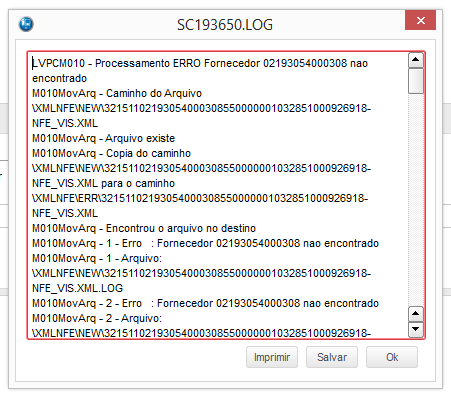 SC193650.LOG
LVPCM010 - Processamento ERRO Fornecedor 02193054000308 nao
encontrado
M010MovArq - Caminho do Arquivo
\XMLNFE\NEW\32151102193054000308550000001032851000926918-
NFE_VIS.XML
M010MovArq - Arquivo existe
M010MovArq - Copia do caminho
\XMLNFE\NEW\32151102193054000308550000001032851000926918-
NFE_VIS.XML para o caminho
\XMLNFE\ERR\32151102193054000308550000001032851000926918-
NFE_VIS.XML
M010MovArq - Encontrou o arquivo no destino
M010MovArq - 1 - Erro   : Fornecedor 02193054000308 nao encontrado
M010MovArq - 1 - Arquivo:
\XMLNFE\NEW\32151102193054000308550000001032851000926918-
NFE_VIS.XML.LOG
M010MovArq - 2 - Erro   : Fornecedor 02193054000308 nao encontrado
M010MovArq - 2 - Arquivo:
\XMLNFE\NEW\32151102193054000308550000001032851000926918-
Imprimir
Salvar
Ok